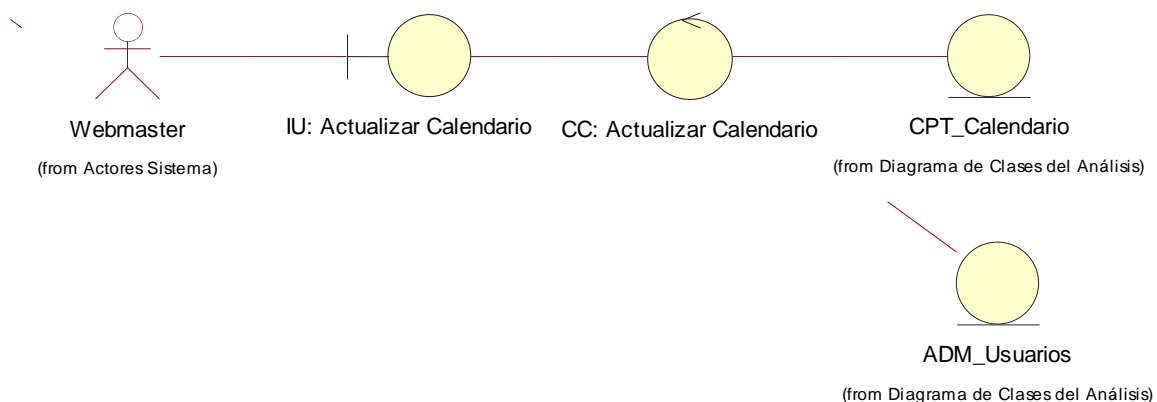 Webmaster
(from Actores Sistema)
IU: Actualizar Calendario
CC: Actualizar Calendario
CPT_Calendario
(from Diagrama de Clases del Análisis)
ADM_Usuarios
(from Diagrama de Clases del Análisis)